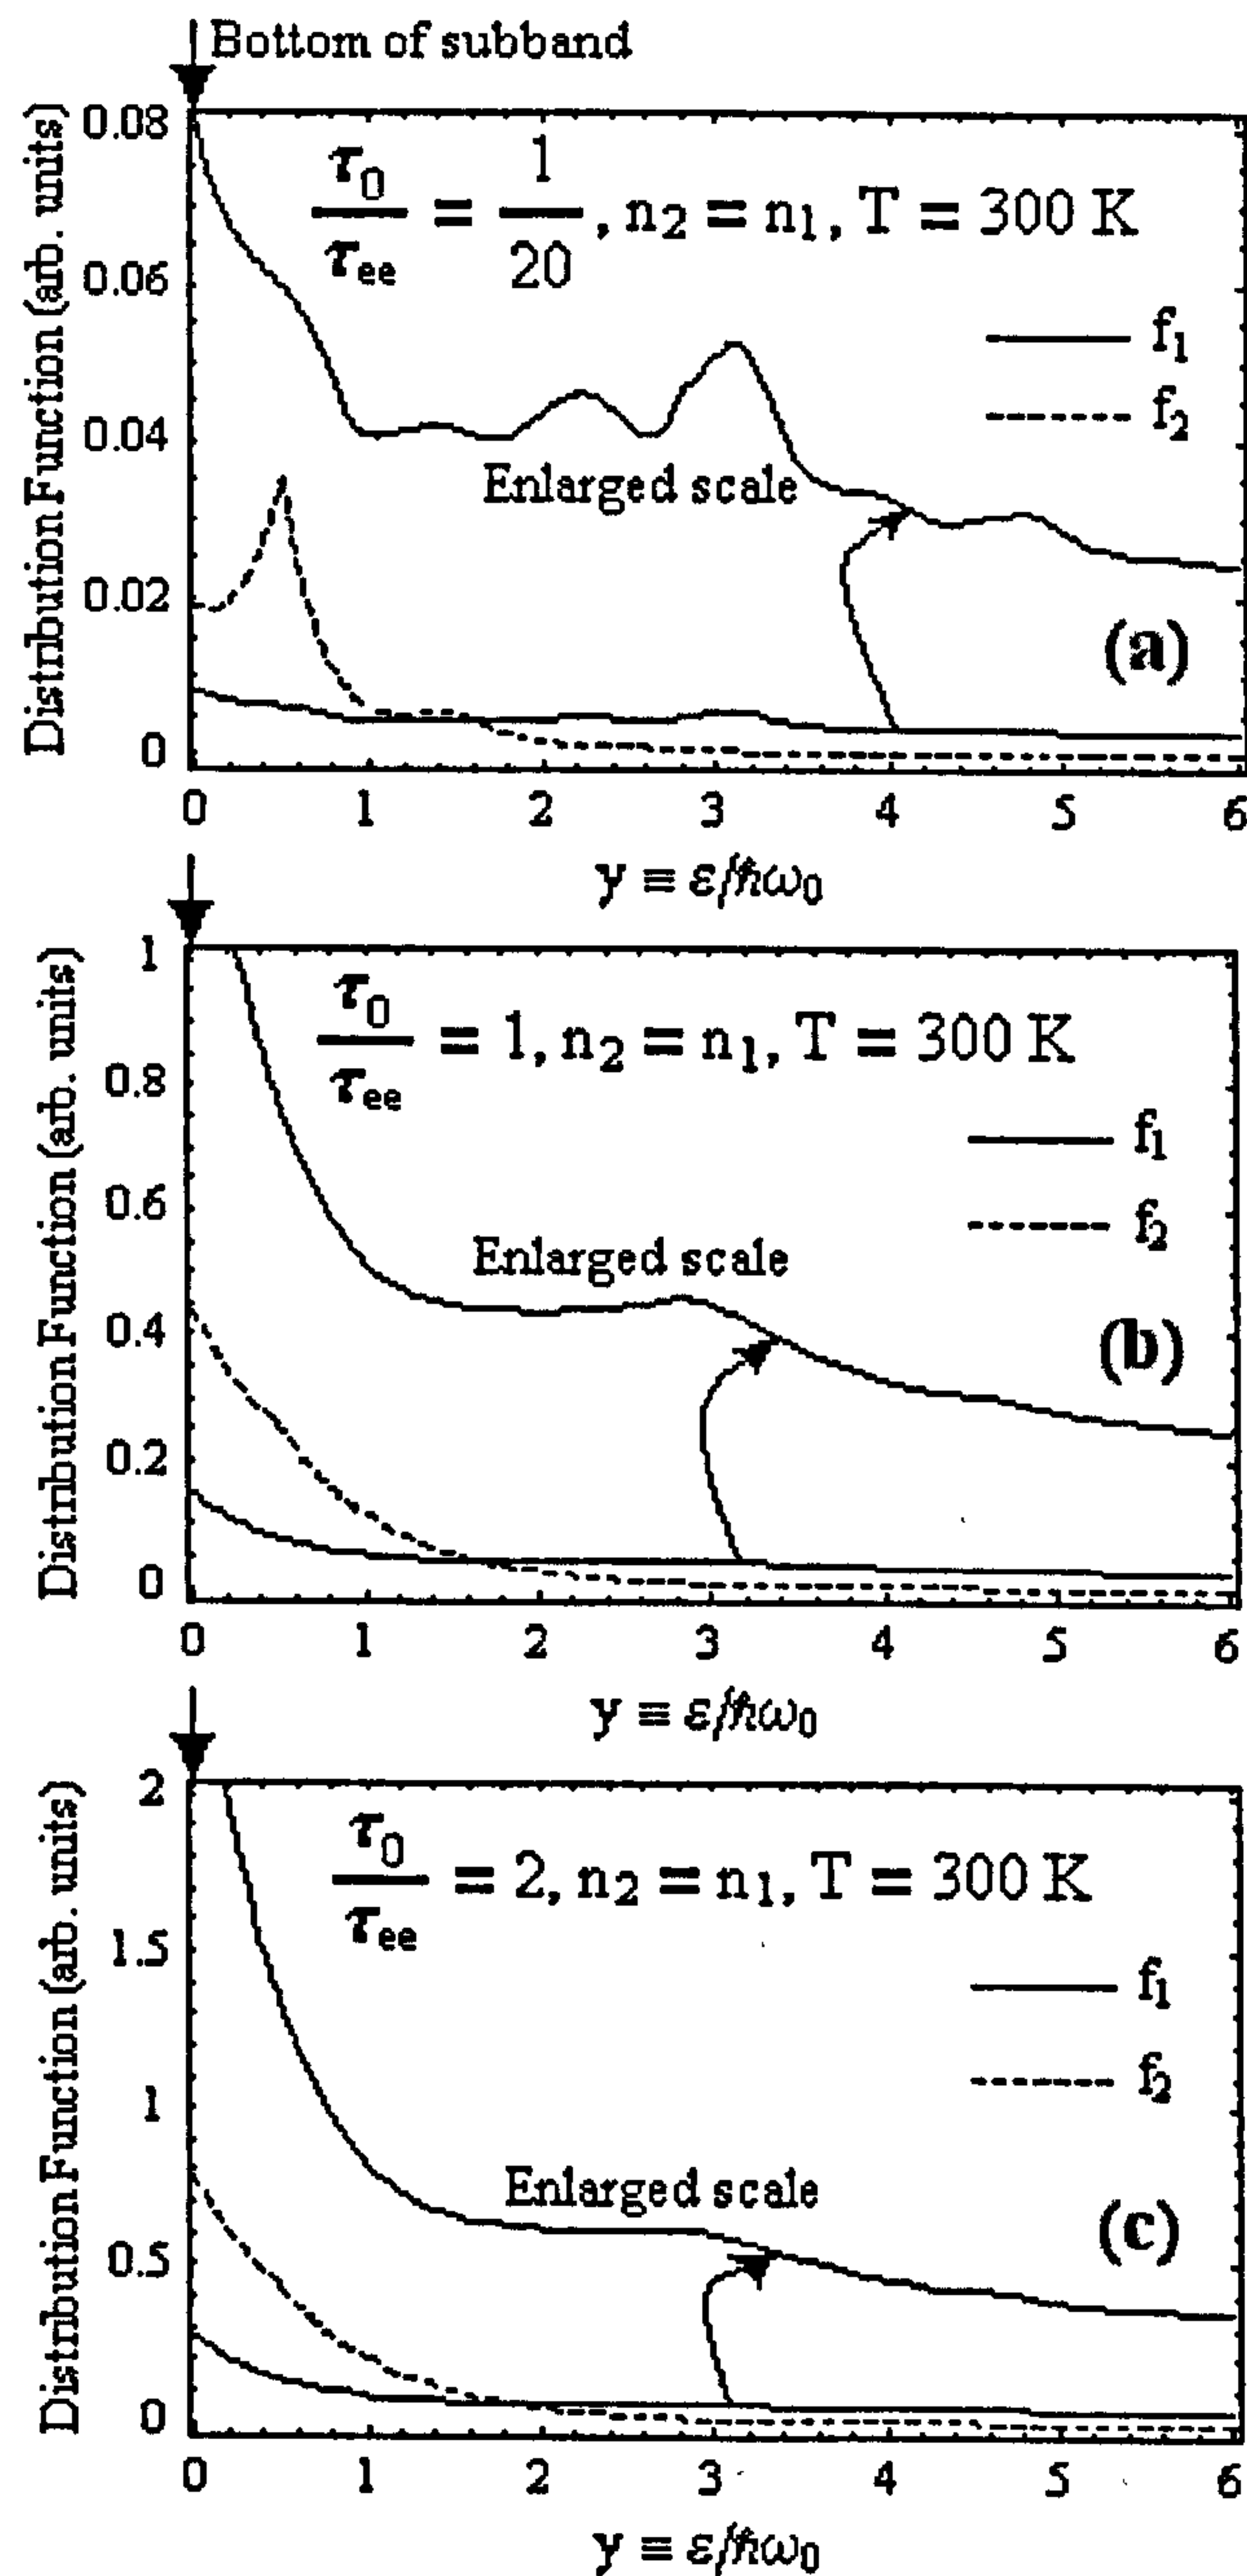 Bottom of subband
Distribution Function (arb. units)
0.08
0.06
0.04
0.02
0
τ0/τee = 1/20, n2 = n1, T = 300 K
f1
f2
Enlarged scale
(a)
0 1 2 3 4 5 6
y ≡ ε/ℏω0
Distribution Function (arb. units)
1
0.8
0.6
0.4
0.2
0
τ0/τee = 1, n2 = n1, T = 300 K
f1
f2
Enlarged scale
(b)
0 1 2 3 4 5 6
y ≡ ε/ℏω0
Distribution Function (arb. units)
2
1.5
1
0.5
0
τ0/τee = 2, n2 = n1, T = 300 K
f1
f2
Enlarged scale
(c)
0 1 2 3 4 5 6
y ≡ ε/ℏω0